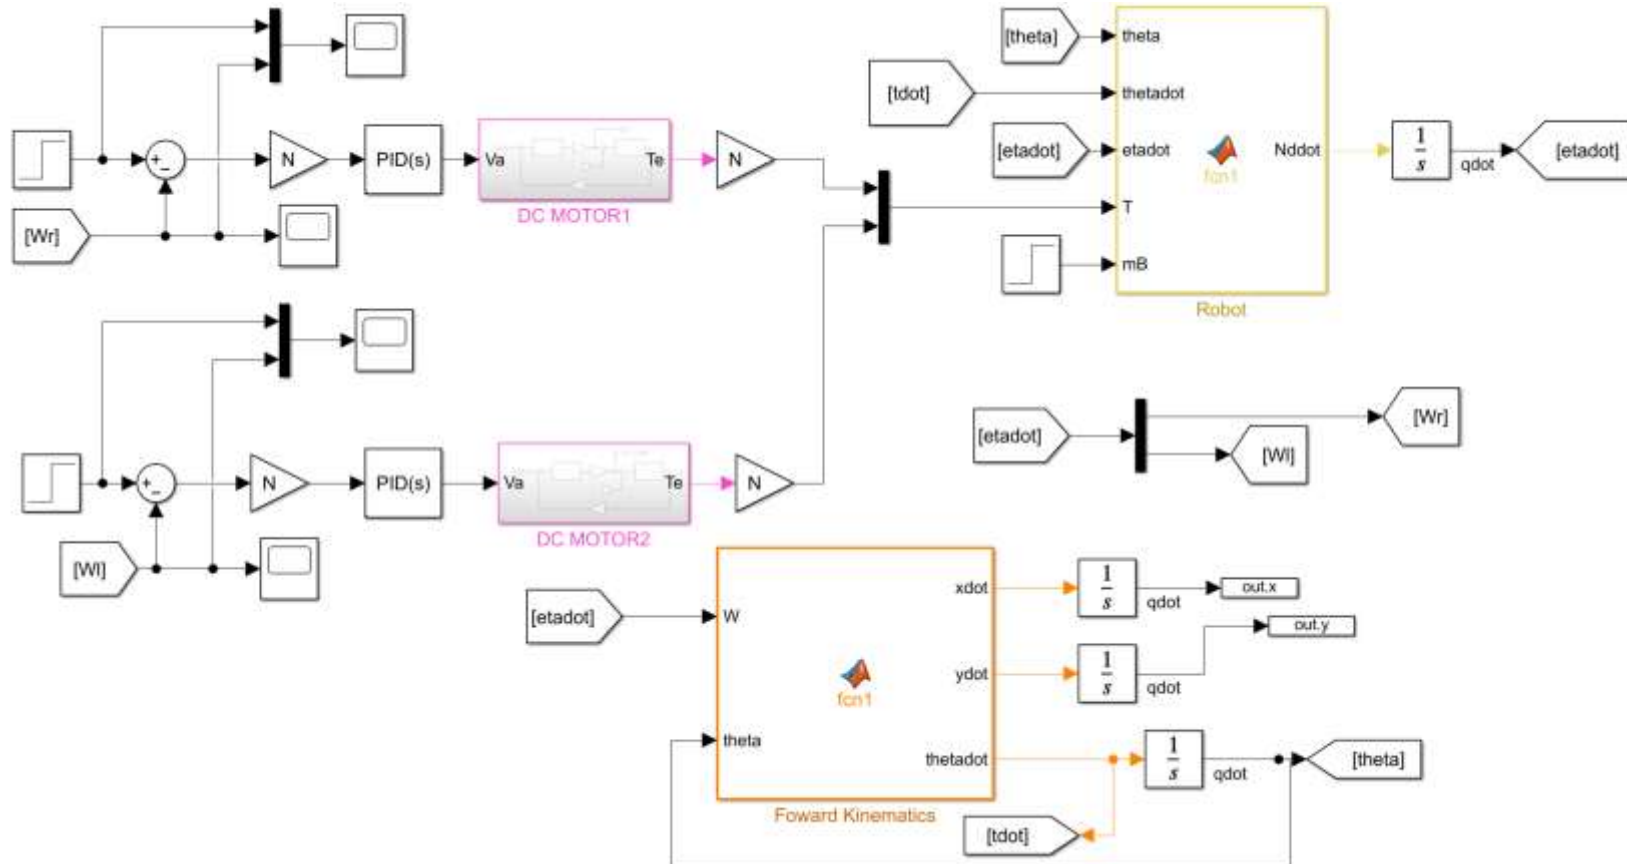 [theta]
theta
[tdot]
thetadot
N
PID(s)
Va
Te
N
[etadot]
etadot
Nddot
1
s
qdot
[etadot]
fcn1
DC MOTOR1
[Wr]
T
mB
Robot
[etadot]
[Wr]
[Wl]
N
PID(s)
Va
Te
N
DC MOTOR2
[Wl]
[etadot]
W
xdot
1
s
qdot
out.x
out.y
ydot
1
s
qdot
fcn1
theta
thetadot
1
s
qdot
[theta]
Foward Kinematics
[tdot]